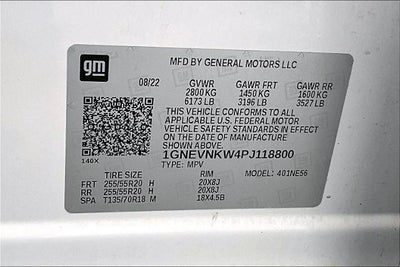 gm MFD BY GENERAL MOTORS LLC
08/22 GVWR GAWR FRT GAWR RR
2800 KG 1450 KG 1600 KG
6173 LB 3196 LB 3527 LB
THIS VEHICLE CONFORMS TO ALL
APPLICABLE U.S. FEDERAL MOTOR
VEHICLE SAFETY STANDARDS IN EFFECT
ON THE DATE OF MANUFACTURE
SHOWN ABOVE.
1GNEVNKW4PJ118800
140X TYPE: MPV MODEL: 401NE56
TIRE SIZE RIM
FRT 255/55R20 H 20X8J
RR 255/55R20 H 20X8J
SPA T135/70R18 M 18X4.5B